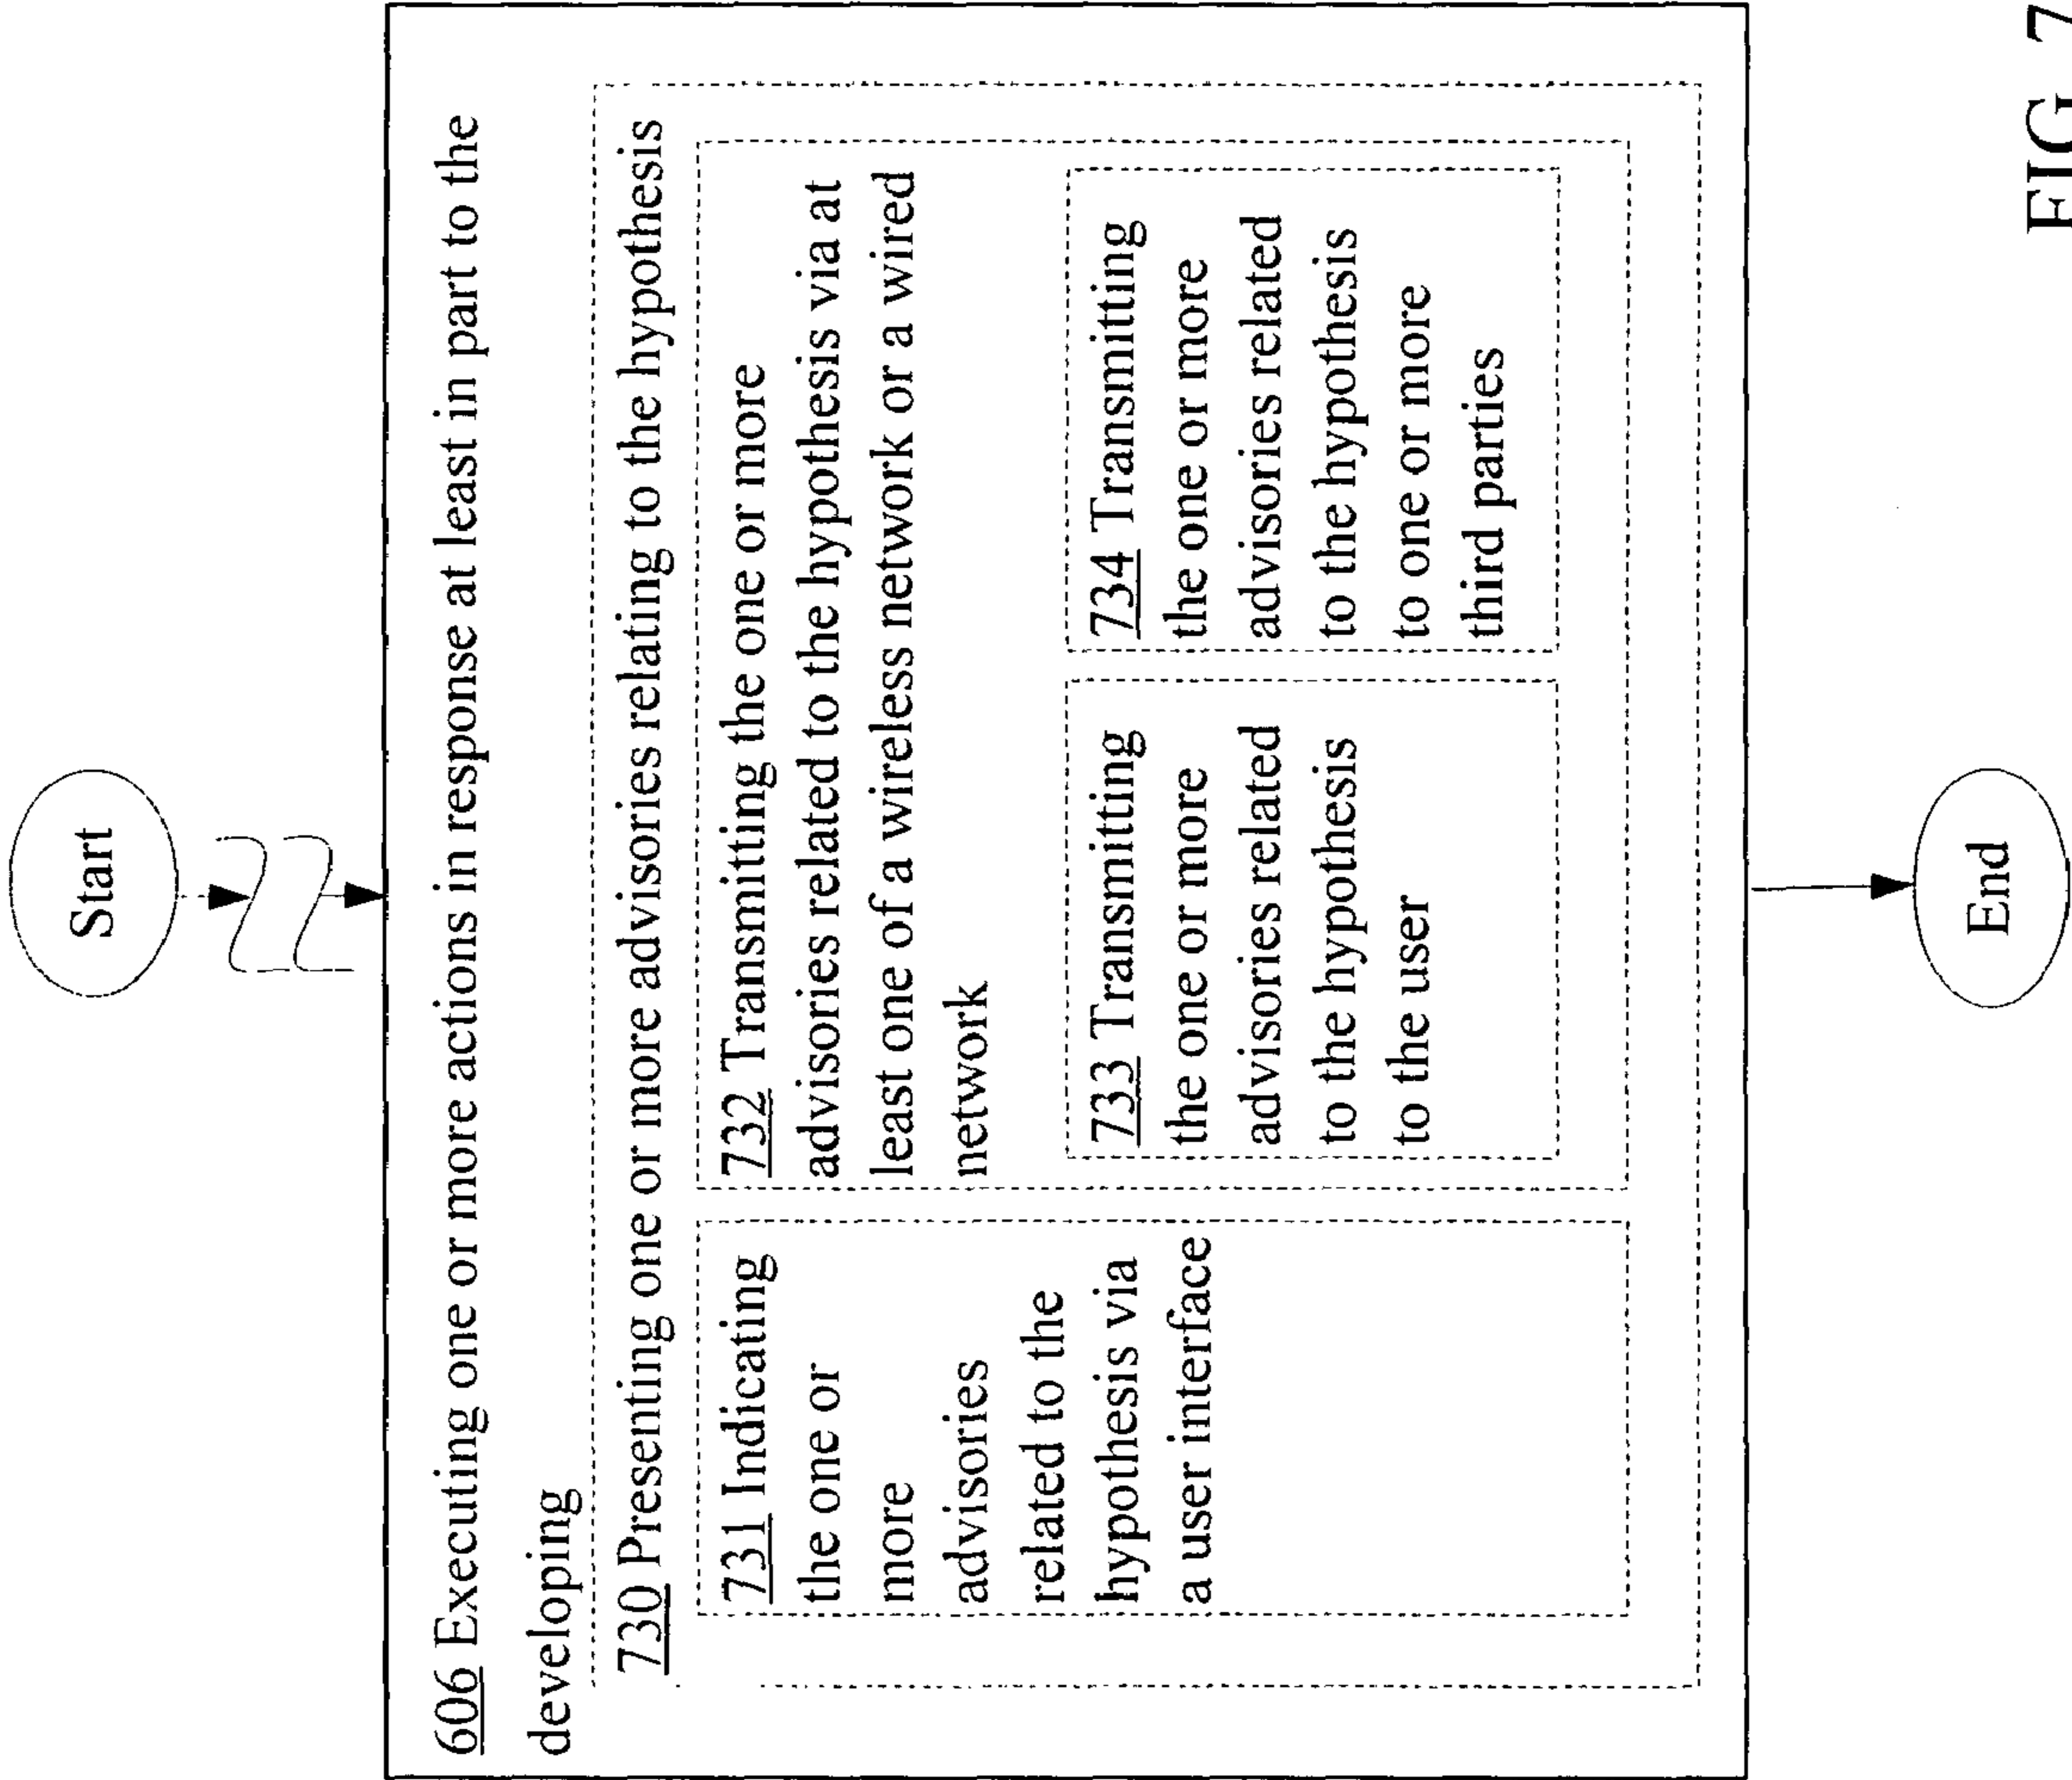 Start
606 Executing one or more actions in response at least in part to the
developing
730 Presenting one or more advisories relating to the hypothesis
731 Indicating
the one or
more
advisories
related to the
hypothesis via
a user interface
732 Transmitting the one or more
advisories related to the hypothesis via at
least one of a wireless network or a wired
network
733 Transmitting
the one or more
advisories related
to the hypothesis
to the user
734 Transmitting
the one or more
advisories related
to the hypothesis
to one or more
third parties
End
FIG 7